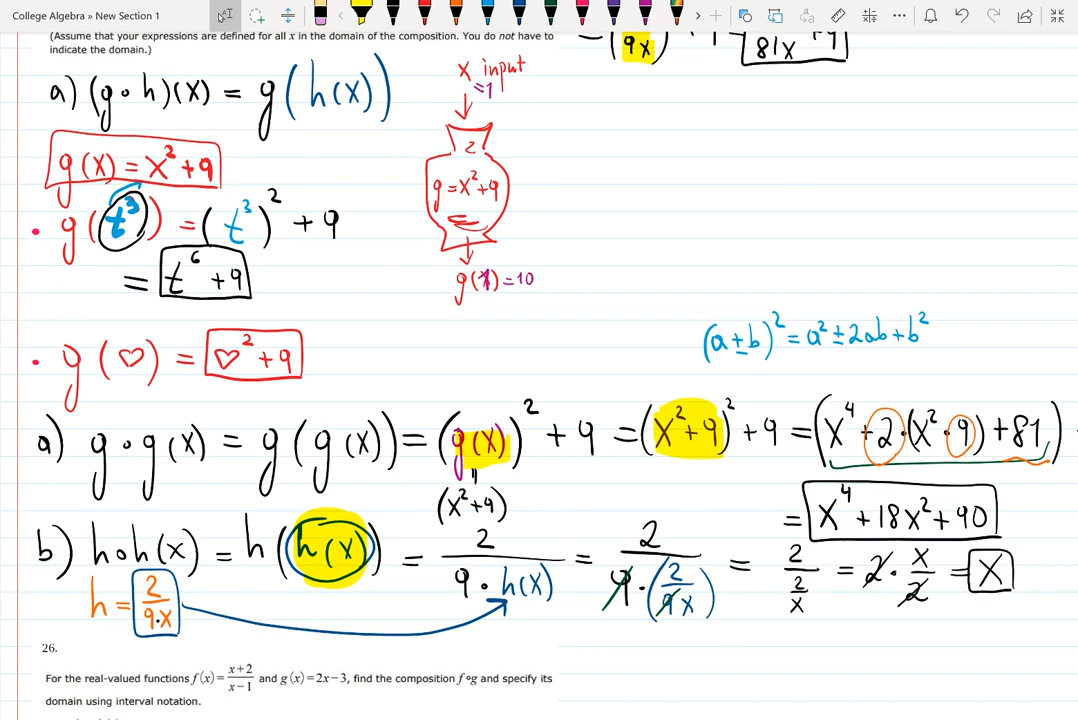 College Algebra » New Section 1
(Assume that your expressions are defined for all x in the domain of the composition. You do not have to
indicate the domain.)
= (9x) 81x + 9
a) (g∘h)(x) = g(h(x))
x input
=1
g(x) = x²+9
2
g=x²+9
• g(t³) = (t³)² + 9
= t⁶ + 9
g(1)=10
(a±b)² = a² ± 2ab + b²
• g(♡) = ♡² + 9
a) g∘g(x) = g(g(x)) = (g(x))² + 9 = (x²+9)² + 9 = (x⁴+2·(x²·9)+81)
(x²+9)
= x⁴+18x²+90
b) h∘h(x) = h(h(x)) = 2/(9·h(x)) = 2/(9·(2/9x)) = 2/(2/x) = 2·x/2 = x
h = 2/(9·x)
26.
For the real-valued functions f(x)=(x+2)/(x−1) and g(x)=2x−3, find the composition f∘g and specify its
domain using interval notation.